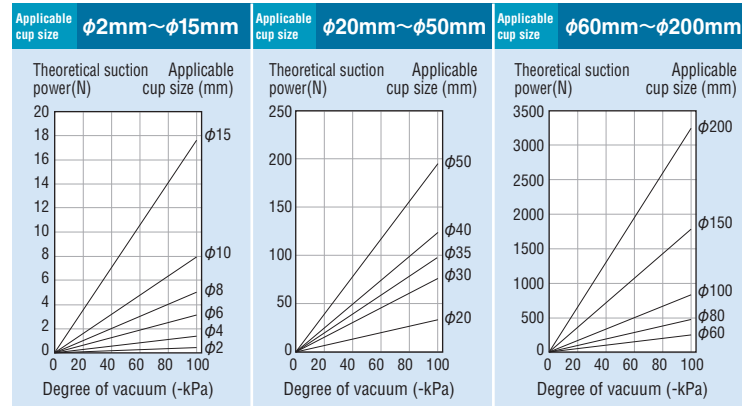 Applicable cup size φ2mm～φ15mm
Theoretical suction power(N)
Applicable cup size (mm)
20
18
16
14
12
10
8
6
4
2
0
φ15
φ10
φ8
φ6
φ4
φ2
0 20 40 60 80 100
Degree of vacuum (-kPa)
Applicable cup size φ20mm～φ50mm
Theoretical suction power(N)
Applicable cup size (mm)
250
200
150
100
50
0
φ50
φ40
φ35
φ30
φ20
0 20 40 60 80 100
Degree of vacuum (-kPa)
Applicable cup size φ60mm～φ200mm
Theoretical suction power(N)
Applicable cup size (mm)
3500
3000
2500
2000
1500
1000
500
0
φ200
φ150
φ100
φ80
φ60
0 20 40 60 80 100
Degree of vacuum (-kPa)